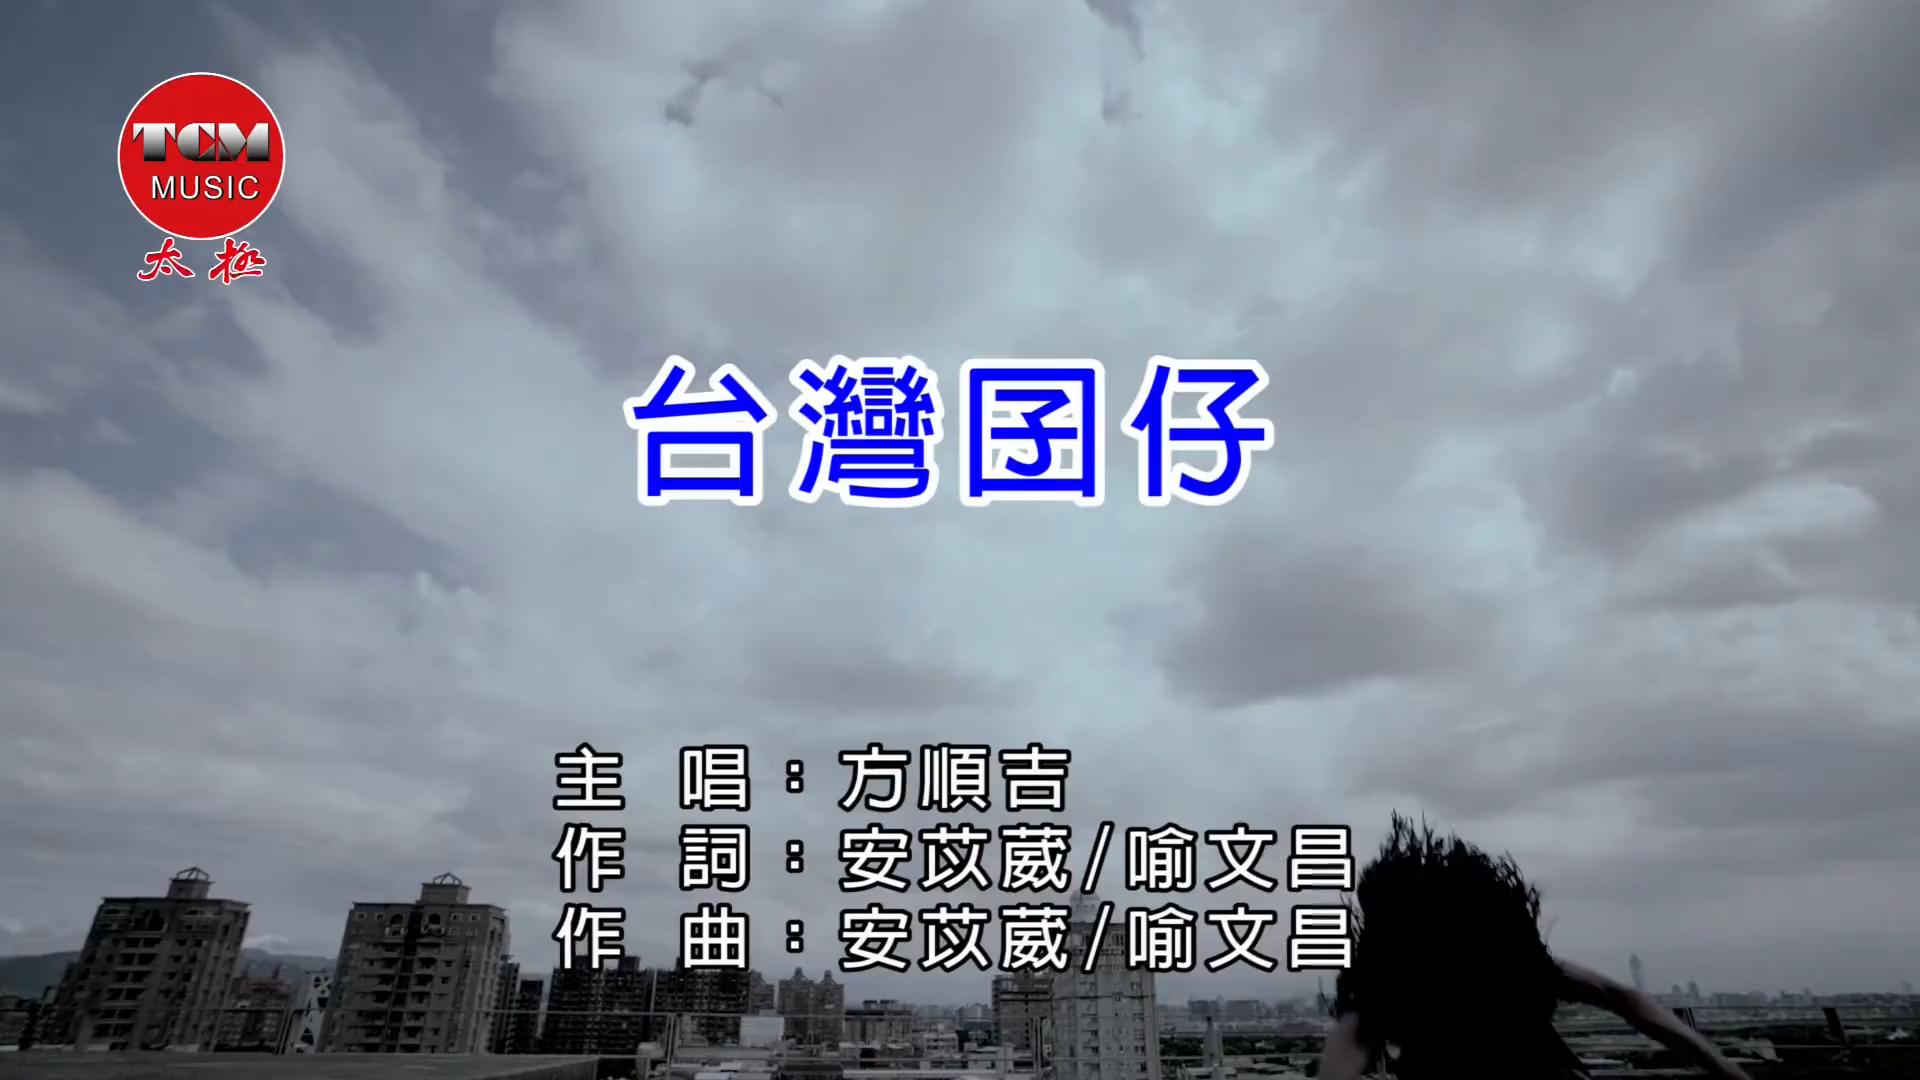 TCM
MUSIC
太極
台灣囝仔
主 唱：方順吉
作 詞：安苡葳/喻文昌
作 曲：安苡葳/喻文昌